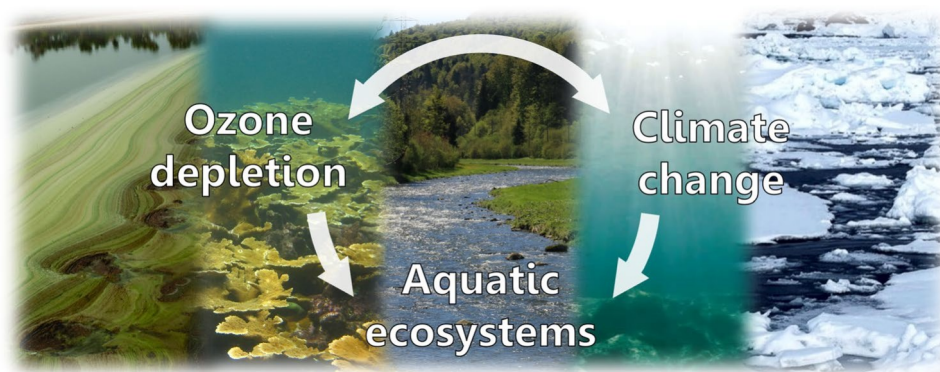 Ozone
depletion
Climate
change
Aquatic
ecosystems